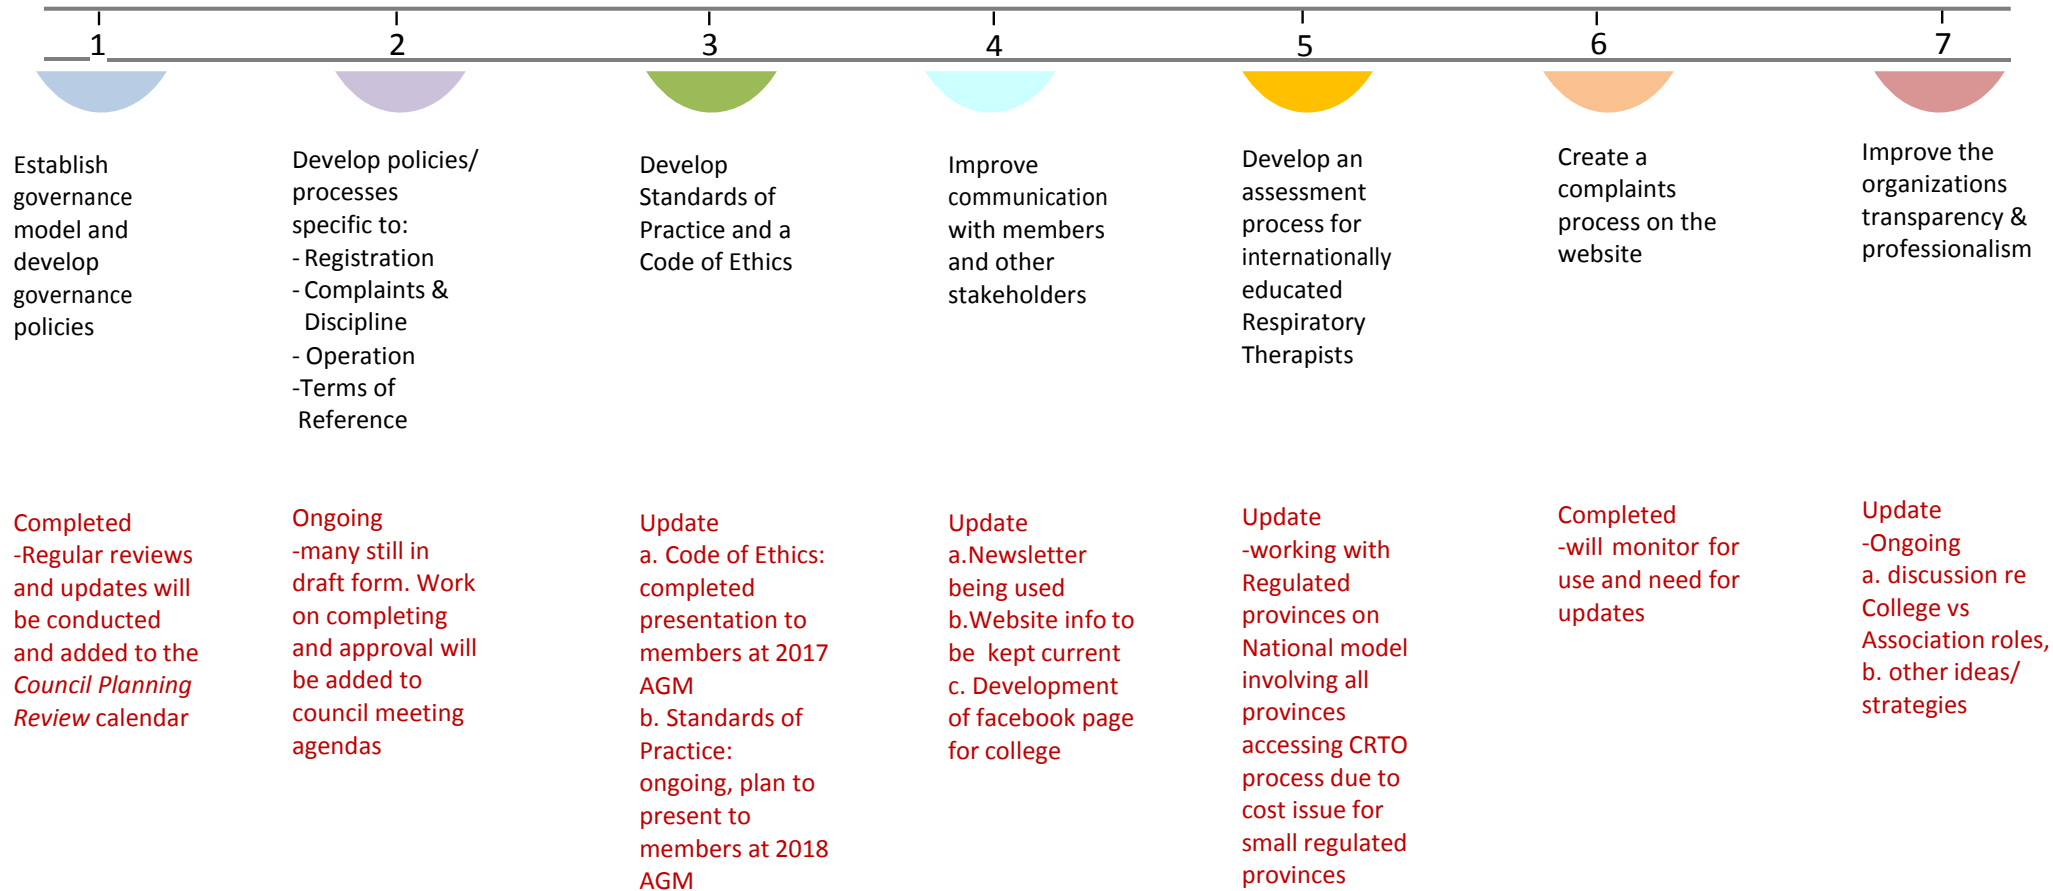 1
2
3
4
5
6
7
Establish
governance
model and
develop
governance
policies
Develop policies/
processes
specific to:
- Registration
- Complaints &
Discipline
- Operation
-Terms of
Reference
Develop
Standards of
Practice and a
Code of Ethics
Improve
communication
with members
and other
stakeholders
Develop an
assessment
process for
internationally
educated
Respiratory
Therapists
Create a
complaints
process on the
website
Improve the
organizations
transparency &
professionalism
Completed
-Regular reviews
and updates will
be conducted
and added to the
Council Planning
Review calendar
Ongoing
-many still in
draft form. Work
on completing
and approval will
be added to
council meeting
agendas
Update
a. Code of Ethics:
completed
presentation to
members at 2017
AGM
b. Standards of
Practice:
ongoing, plan to
present to
members at 2018
AGM
Update
a.Newsletter
being used
b.Website info to
be kept current
c. Development
of facebook page
for college
Update
-working with
Regulated
provinces on
National model
involving all
provinces
accessing CRTO
process due to
cost issue for
small regulated
provinces
Completed
-will monitor for
use and need for
updates
Update
-Ongoing
a. discussion re
College vs
Association roles,
b. other ideas/
strategies